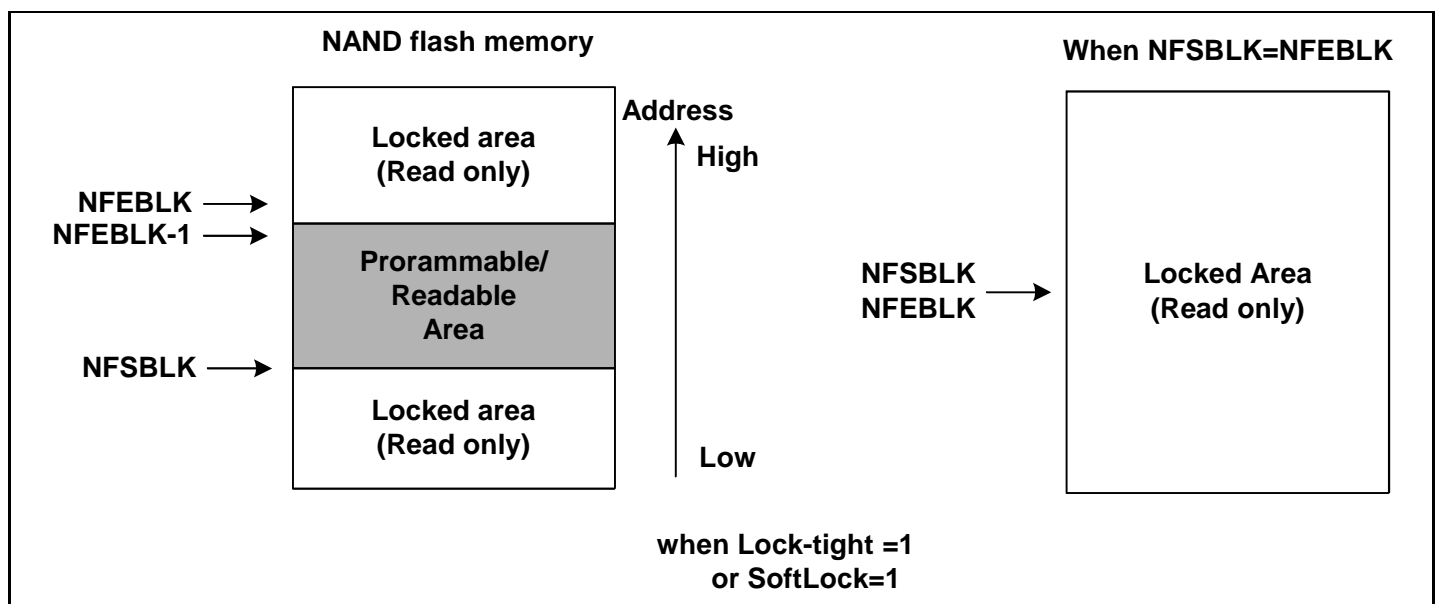 NAND flash memory
When NFSBLK=NFEBLK
Locked area
(Read only)
Address
High
NFEBLK
NFEBLK-1
Prorammable/
Readable
Area
NFSBLK
NFEBLK
Locked Area
(Read only)
NFSBLK
Locked area
(Read only)
Low
when Lock-tight =1
or SoftLock=1